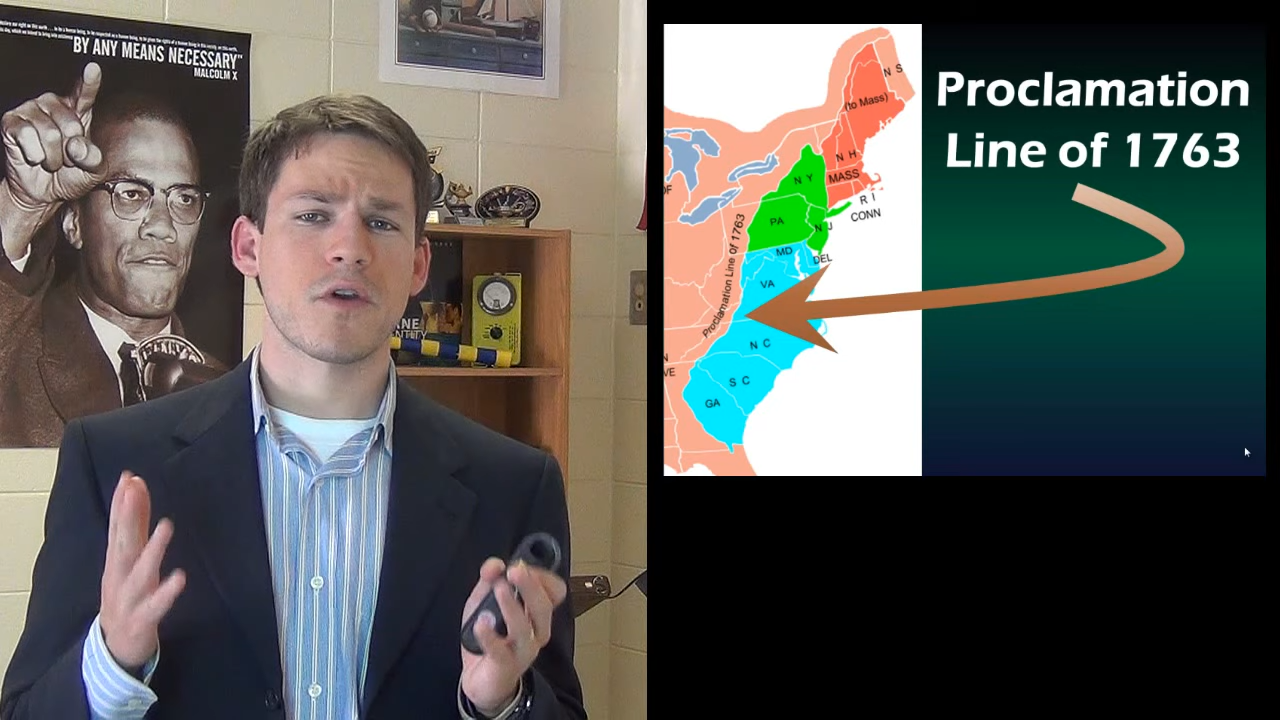 BY ANY MEANS NECESSARY"
MALCOLM X
Proclamation
Line of 1763
N S
(to Mass)
N H
N Y
MASS
R I
CONN
PA
N J
MD
DEL
VA
Proclamation Line of 1763
N C
S C
GA